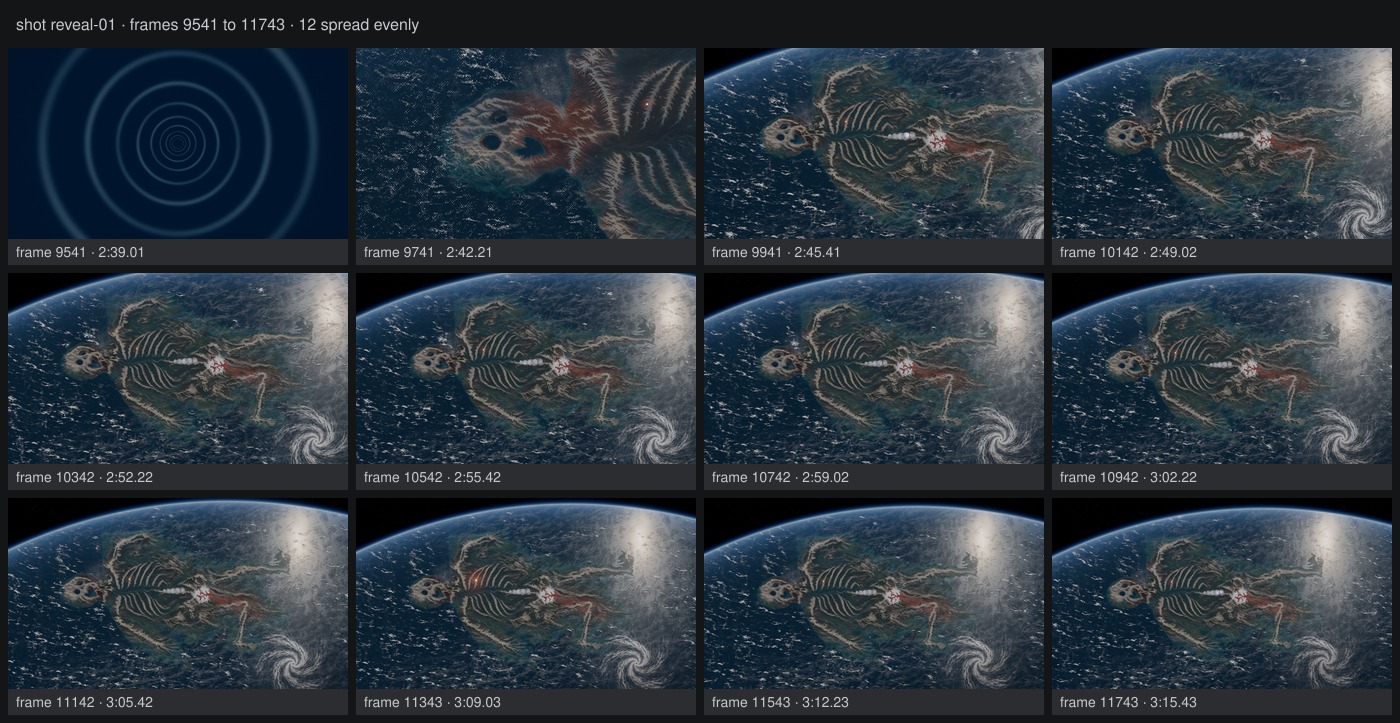 shot reveal-01 · frames 9541 to 11743 · 12 spread evenly
frame 9541 · 2:39.01
frame 9741 · 2:42.21
frame 9941 · 2:45.41
frame 10142 · 2:49.02
frame 10342 · 2:52.22
frame 10542 · 2:55.42
frame 10742 · 2:59.02
frame 10942 · 3:02.22
frame 11142 · 3:05.42
frame 11343 · 3:09.03
frame 11543 · 3:12.23
frame 11743 · 3:15.43